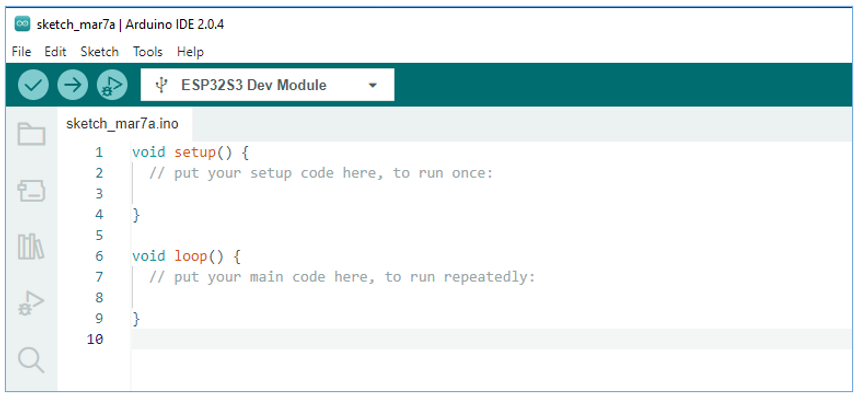 sketch_mar7a | Arduino IDE 2.0.4
File Edit Sketch Tools Help
ESP32S3 Dev Module
sketch_mar7a.ino
1 void setup() {
2 // put your setup code here, to run once:
3
4 }
5
6 void loop() {
7 // put your main code here, to run repeatedly:
8
9 }
10